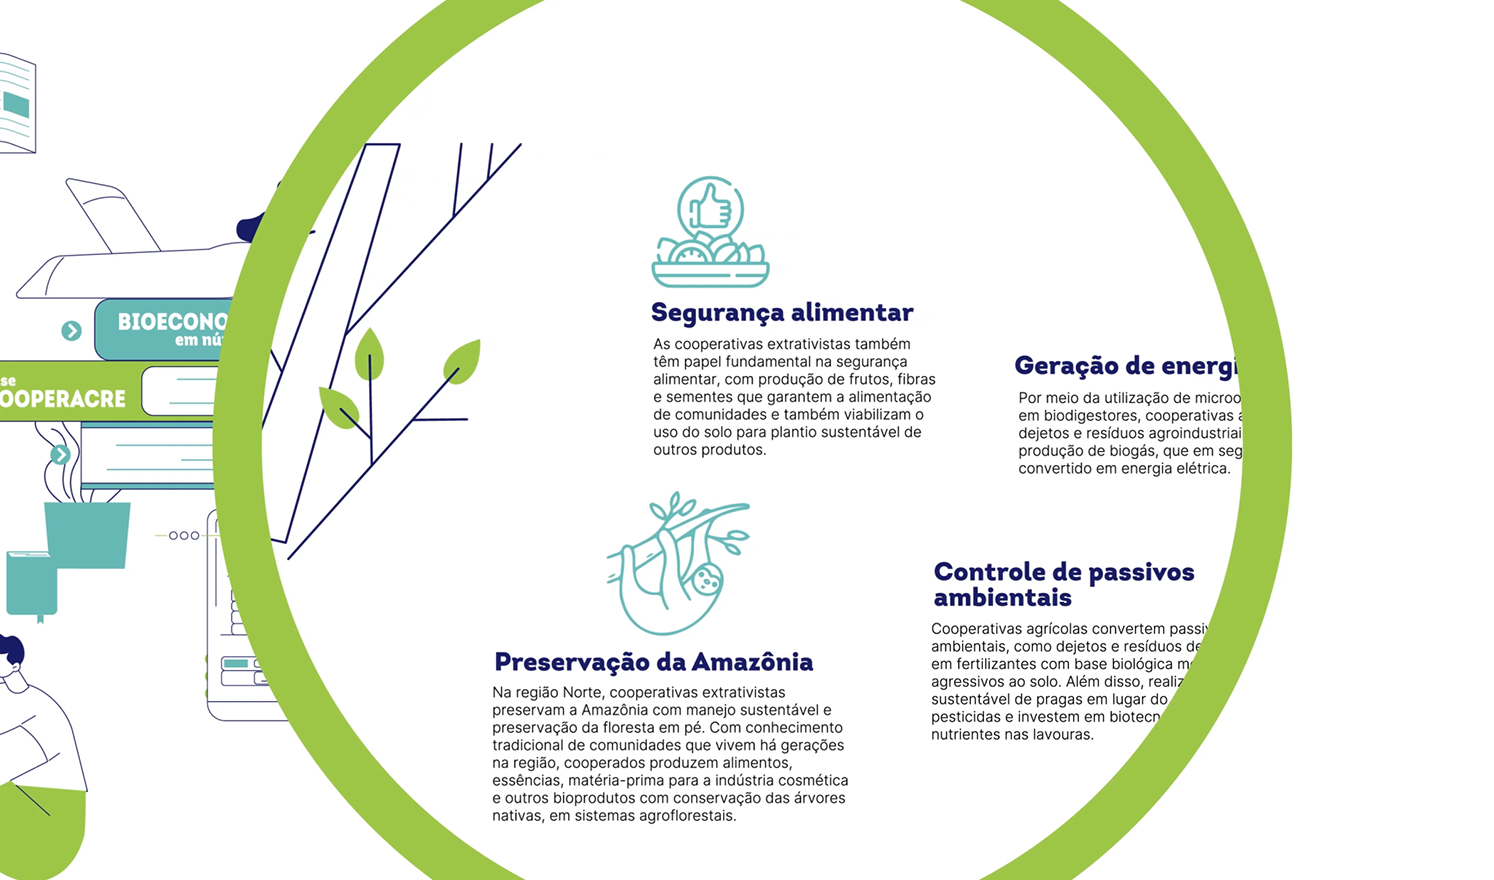 BIOECONO
em nú
se
OOPERACRE
Segurança alimentar
As cooperativas extrativistas também
têm papel fundamental na segurança
alimentar, com produção de frutos, fibras
e sementes que garantem a alimentação
de comunidades e também viabilizam o
uso do solo para plantio sustentável de
outros produtos.
Geração de energi
Por meio da utilização de microo
em biodigestores, cooperativas a
dejetos e resíduos agroindustriai
produção de biogás, que em seg
convertido em energia elétrica.
Preservação da Amazônia
Na região Norte, cooperativas extrativistas
preservam a Amazônia com manejo sustentável e
preservação da floresta em pé. Com conhecimento
tradicional de comunidades que vivem há gerações
na região, cooperados produzem alimentos,
essências, matéria-prima para a indústria cosmética
e outros bioprodutos com conservação das árvores
nativas, em sistemas agroflorestais.
Controle de passivos
ambientais
Cooperativas agrícolas convertem passiv
ambientais, como dejetos e resíduos de
em fertilizantes com base biológica me
agressivos ao solo. Além disso, realiz
sustentável de pragas em lugar do
pesticidas e investem em biotecn
nutrientes nas lavouras.